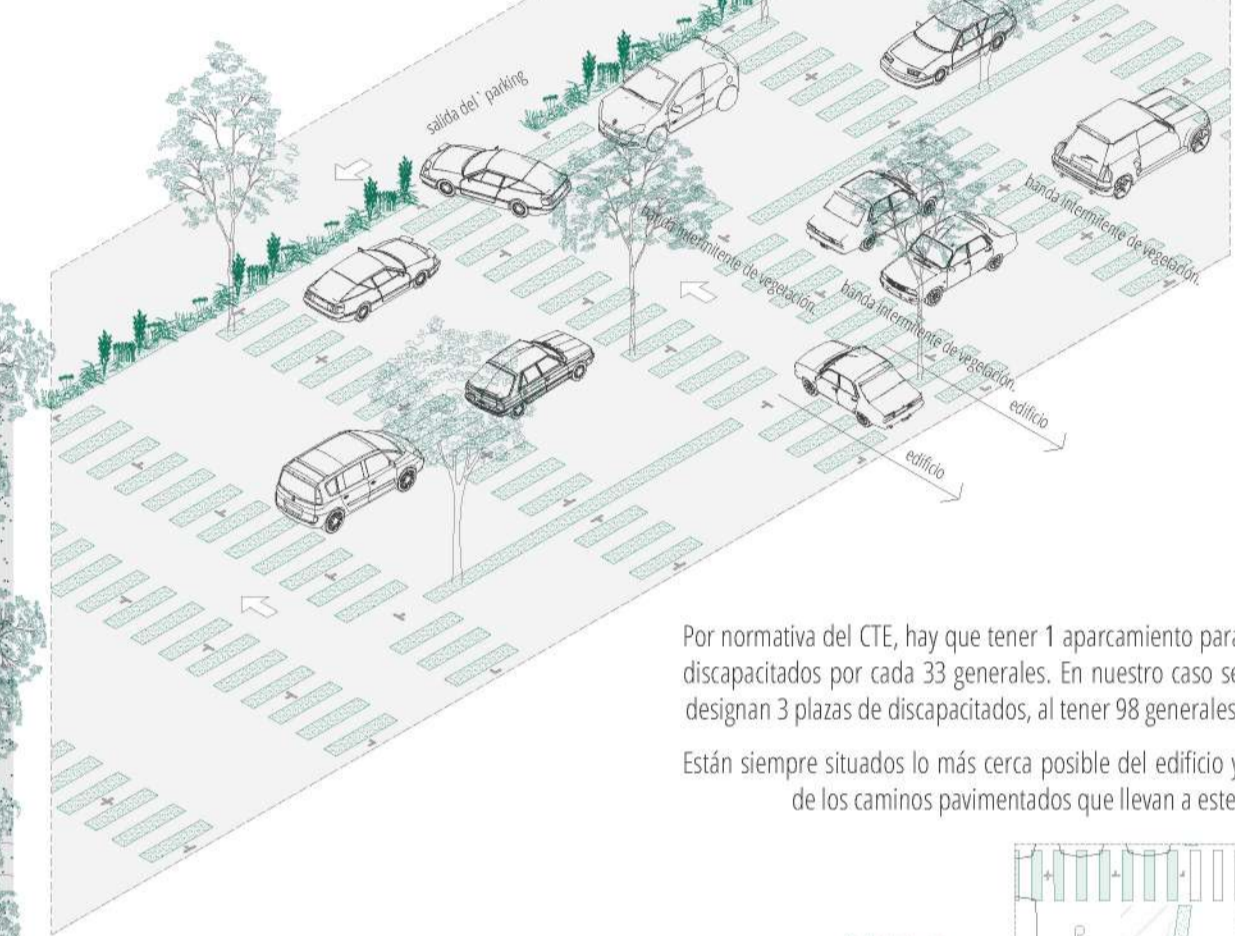 salida del` parking
banda intermitente de vegetación.
banda intermitente de vegetación.
banda intermitente de vegetación.
edificio
edificio
Por normativa del CTE, hay que tener 1 aparcamiento para
discapacitados por cada 33 generales. En nuestro caso se
designan 3 plazas de discapacitados, al tener 98 generales
Están siempre situados lo más cerca posible del edificio y
de los caminos pavimentados que llevan a este